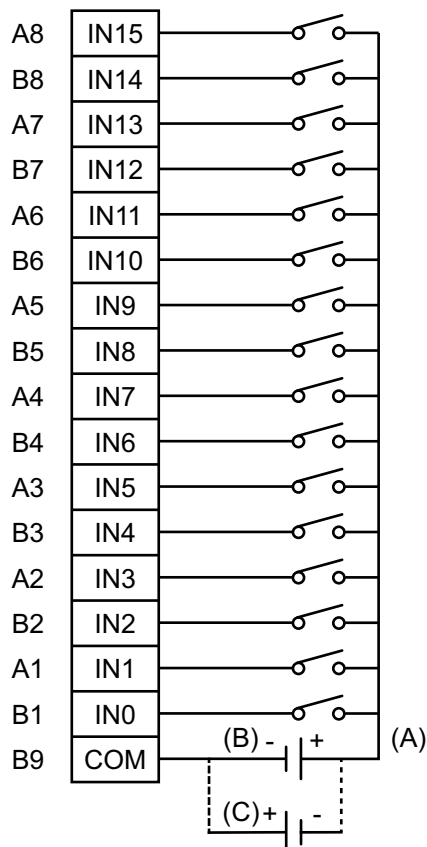 A8 IN15
B8 IN14
A7 IN13
B7 IN12
A6 IN11
B6 IN10
A5 IN9
B5 IN8
A4 IN7
B4 IN6
A3 IN5
B3 IN4
A2 IN3
B2 IN2
A1 IN1
B1 IN0
B9 COM (B) - + (A)
(C) + -